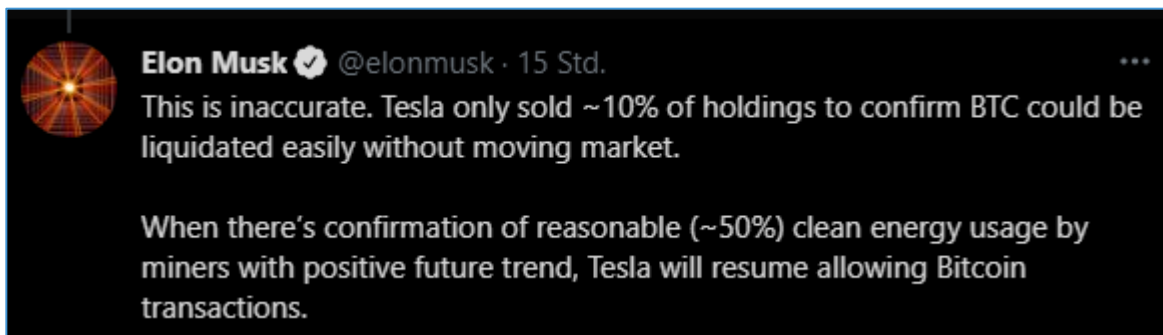 Elon Musk @elonmusk · 15 Std.
This is inaccurate. Tesla only sold ~10% of holdings to confirm BTC could be
liquidated easily without moving market.
When there’s confirmation of reasonable (~50%) clean energy usage by
miners with positive future trend, Tesla will resume allowing Bitcoin
transactions.